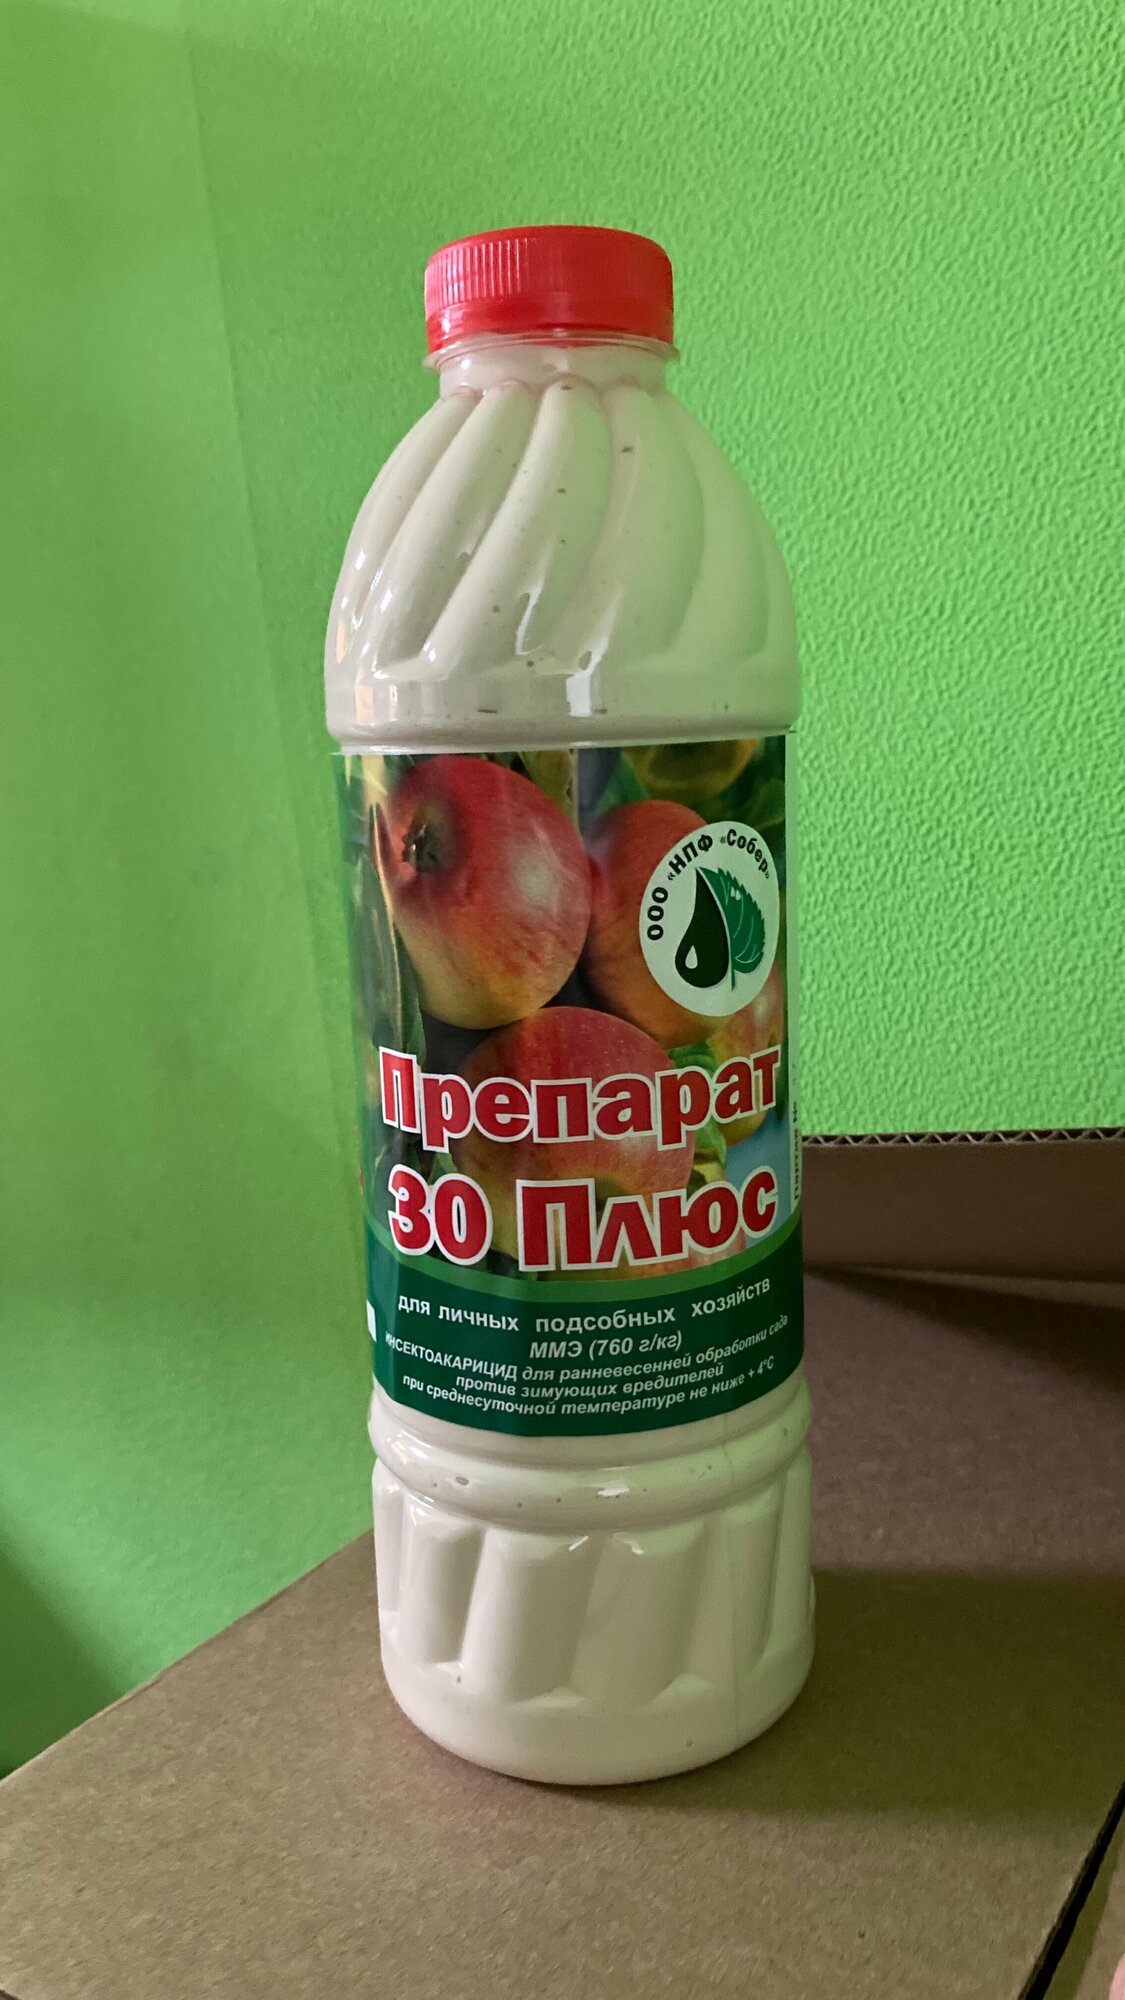 ООО «НПФ «Собер»
Препарат
30 Плюс
для личных подсобных хозяйств
ММЭ (760 г/кг)
ИНСЕКТОАКАРИЦИД для ранневесенней обработки сада
против зимующих вредителей
при среднесуточной температуре не ниже + 4°С